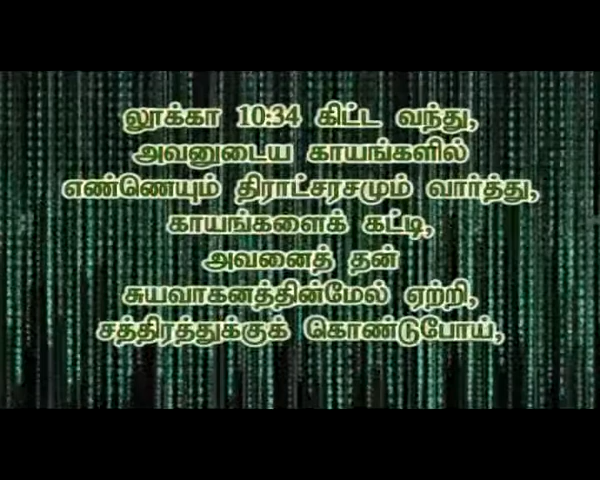 லூக்கா 10:34 கிட்ட வந்து,
அவனுடைய காயங்களில்
எண்ணெயும் திராட்சரசமும் வார்த்து,
காயங்களைக் கட்டி,
அவனைத் தன்
சுயவாகனத்தின்மேல் ஏற்றி,
சத்திரத்துக்குக் கொண்டுபோய்,